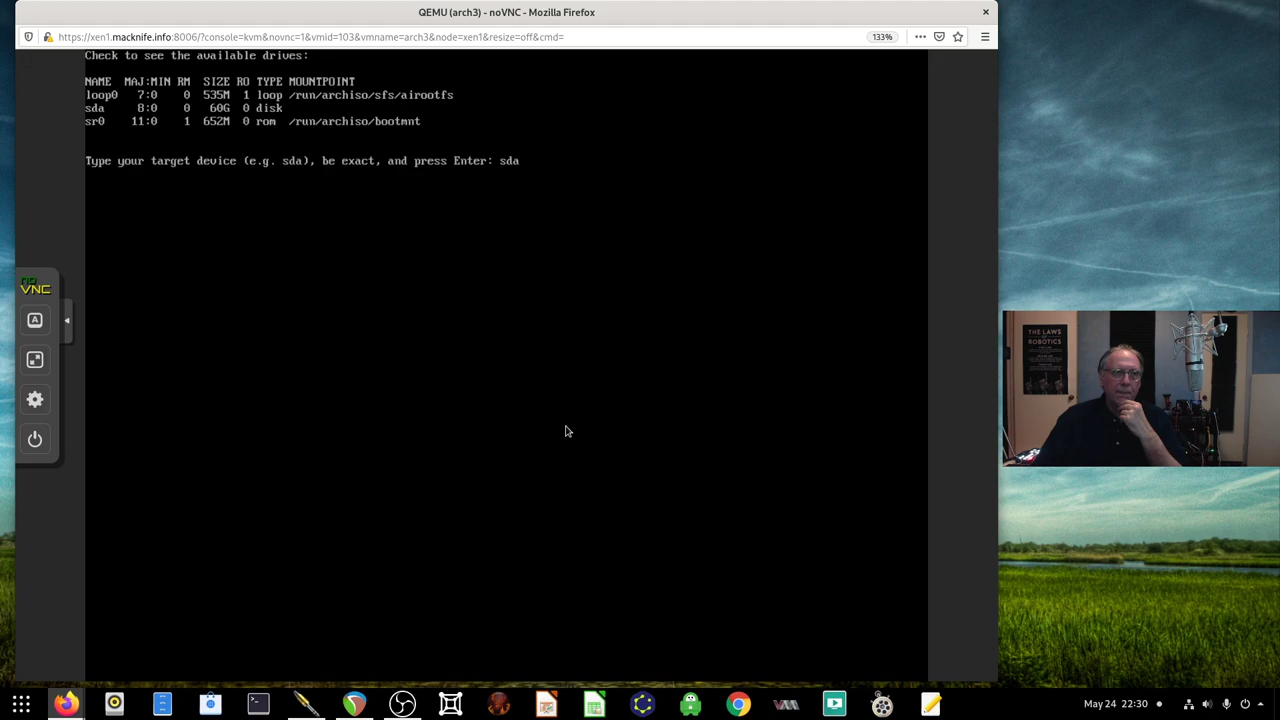 QEMU (arch3) - noVNC - Mozilla Firefox
https://xen1.macknife.info:8006/?console=kvm&novnc=1&vmid=103&vmname=arch3&node=xen1&resize=off&cmd=
133%
Check to see the available drives:
NAME MAJ:MIN RM SIZE RO TYPE MOUNTPOINT
loop0 7:0 0 535M 1 loop /run/archiso/sfs/airootfs
sda 8:0 0 60G 0 disk
sr0 11:0 1 652M 0 rom /run/archiso/bootmnt
Type your target device (e.g. sda), be exact, and press Enter: sda
no
VNC
A
THE LAWS
OF
ROBOTICS
May 24 22:30